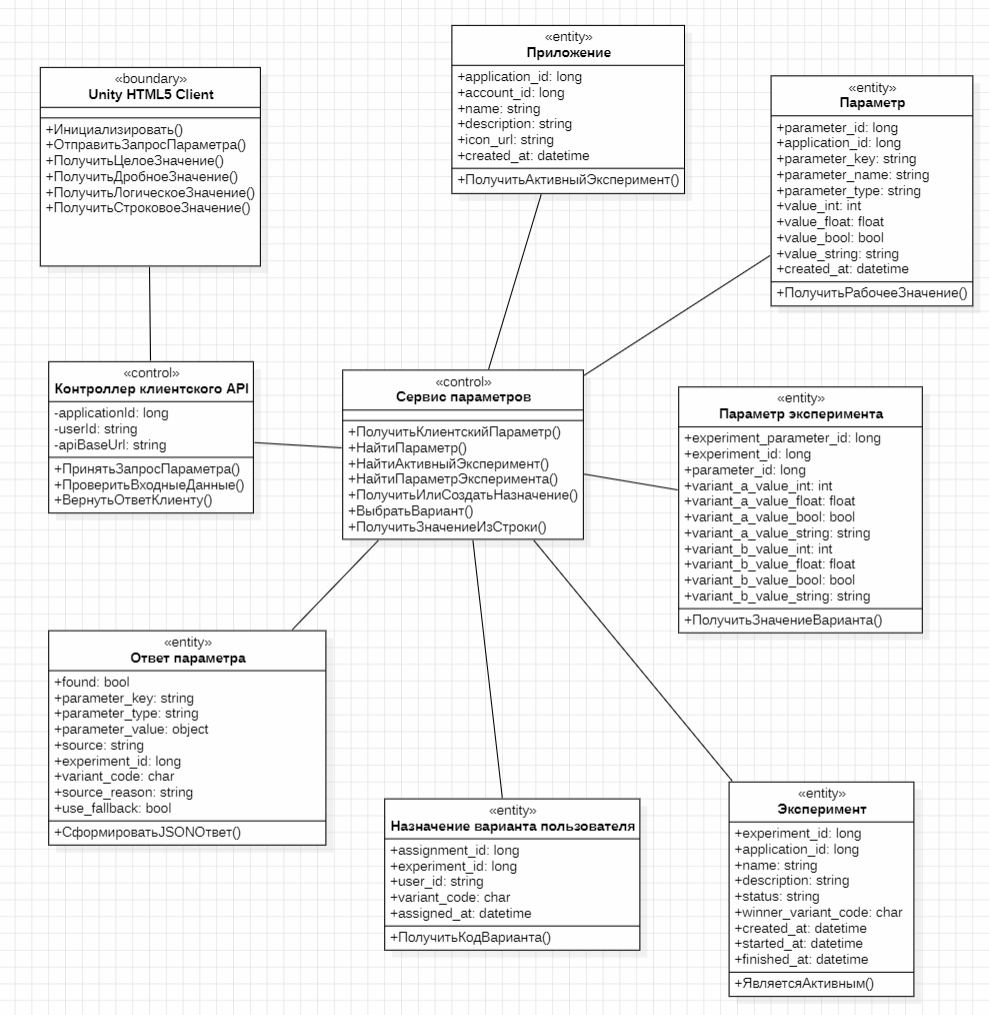 «boundary»
Unity HTML5 Client
+Инициализировать()
+ОтправитьЗапросПараметра()
+ПолучитьЦелоеЗначение()
+ПолучитьДробноеЗначение()
+ПолучитьЛогическоеЗначение()
+ПолучитьСтроковоеЗначение()
«entity»
Приложение
+application_id: long
+account_id: long
+name: string
+description: string
+icon_url: string
+created_at: datetime
+ПолучитьАктивныйЭксперимент()
«entity»
Параметр
+parameter_id: long
+application_id: long
+parameter_key: string
+parameter_name: string
+parameter_type: string
+value_int: int
+value_float: float
+value_bool: bool
+value_string: string
+created_at: datetime
+ПолучитьРабочееЗначение()
«control»
Контроллер клиентского API
-applicationId: long
-userId: string
-apiBaseUrl: string
+ПринятьЗапросПараметра()
+ПроверитьВходныеДанные()
+ВернутьОтветКлиенту()
«control»
Сервис параметров
+ПолучитьКлиентскийПараметр()
+НайтиПараметр()
+НайтиАктивныйЭксперимент()
+НайтиПараметрЭксперимента()
+ПолучитьИлиСоздатьНазначение()
+ВыбратьВариант()
+ПолучитьЗначениеИзСтроки()
«entity»
Параметр эксперимента
+experiment_parameter_id: long
+experiment_id: long
+parameter_id: long
+variant_a_value_int: int
+variant_a_value_float: float
+variant_a_value_bool: bool
+variant_a_value_string: string
+variant_b_value_int: int
+variant_b_value_float: float
+variant_b_value_bool: bool
+variant_b_value_string: string
+ПолучитьЗначениеВарианта()
«entity»
Ответ параметра
+found: bool
+parameter_key: string
+parameter_type: string
+parameter_value: object
+source: string
+experiment_id: long
+variant_code: char
+source_reason: string
+use_fallback: bool
+СформироватьJSONОтвет()
«entity»
Назначение варианта пользователя
+assignment_id: long
+experiment_id: long
+user_id: string
+variant_code: char
+assigned_at: datetime
+ПолучитьКодВарианта()
«entity»
Эксперимент
+experiment_id: long
+application_id: long
+name: string
+description: string
+status: string
+winner_variant_code: char
+created_at: datetime
+started_at: datetime
+finished_at: datetime
+ЯвляетсяАктивным()